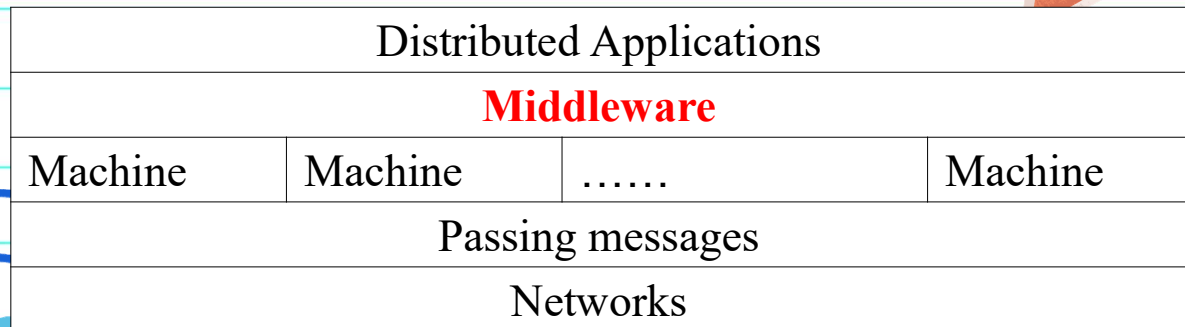 Distributed Applications
Middleware
Machine Machine ...... Machine
Passing messages
Networks